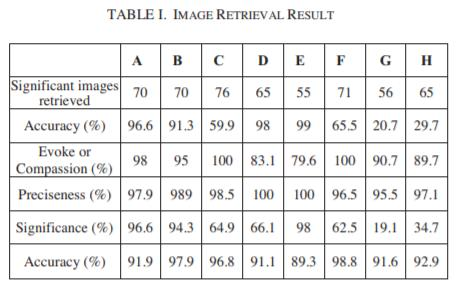 TABLE I. IMAGE RETRIEVAL RESULT
A B C D E F G H
Significant images
retrieved 70 70 76 65 55 71 56 65
Accuracy (%) 96.6 91.3 59.9 98 99 65.5 20.7 29.7
Evoke or
Compassion (%) 98 95 100 83.1 79.6 100 90.7 89.7
Preciseness (%) 97.9 989 98.5 100 100 96.5 95.5 97.1
Significance (%) 96.6 94.3 64.9 66.1 98 62.5 19.1 34.7
Accuracy (%) 91.9 97.9 96.8 91.1 89.3 98.8 91.6 92.9